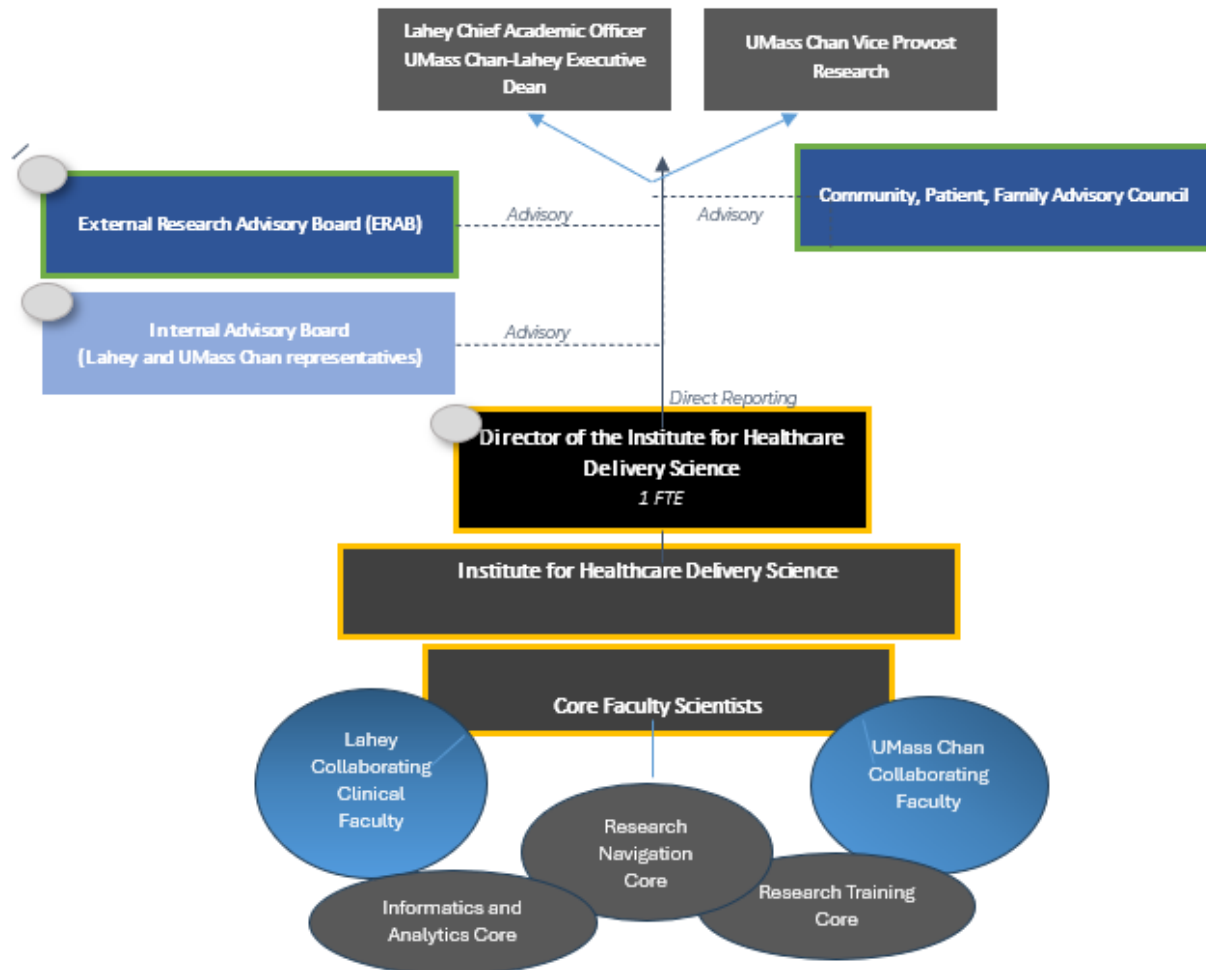 Lahey Chief Academic Officer
UMass Chan-Lahey Executive
Dean
UMass Chan Vice Provost
Research
External Research Advisory Board (ERAB)
Advisory
Advisory
Community, Patient, Family Advisory Council
Internal Advisory Board
(Lahey and UMass Chan representatives)
Advisory
Direct Reporting
Director of the Institute for Healthcare
Delivery Science
1 FTE
Institute for Healthcare Delivery Science
Core Faculty Scientists
Lahey
Collaborating
Clinical
Faculty
UMass Chan
Collaborating
Faculty
Research
Navigation
Core
Informatics and
Analytics Core
Research Training
Core